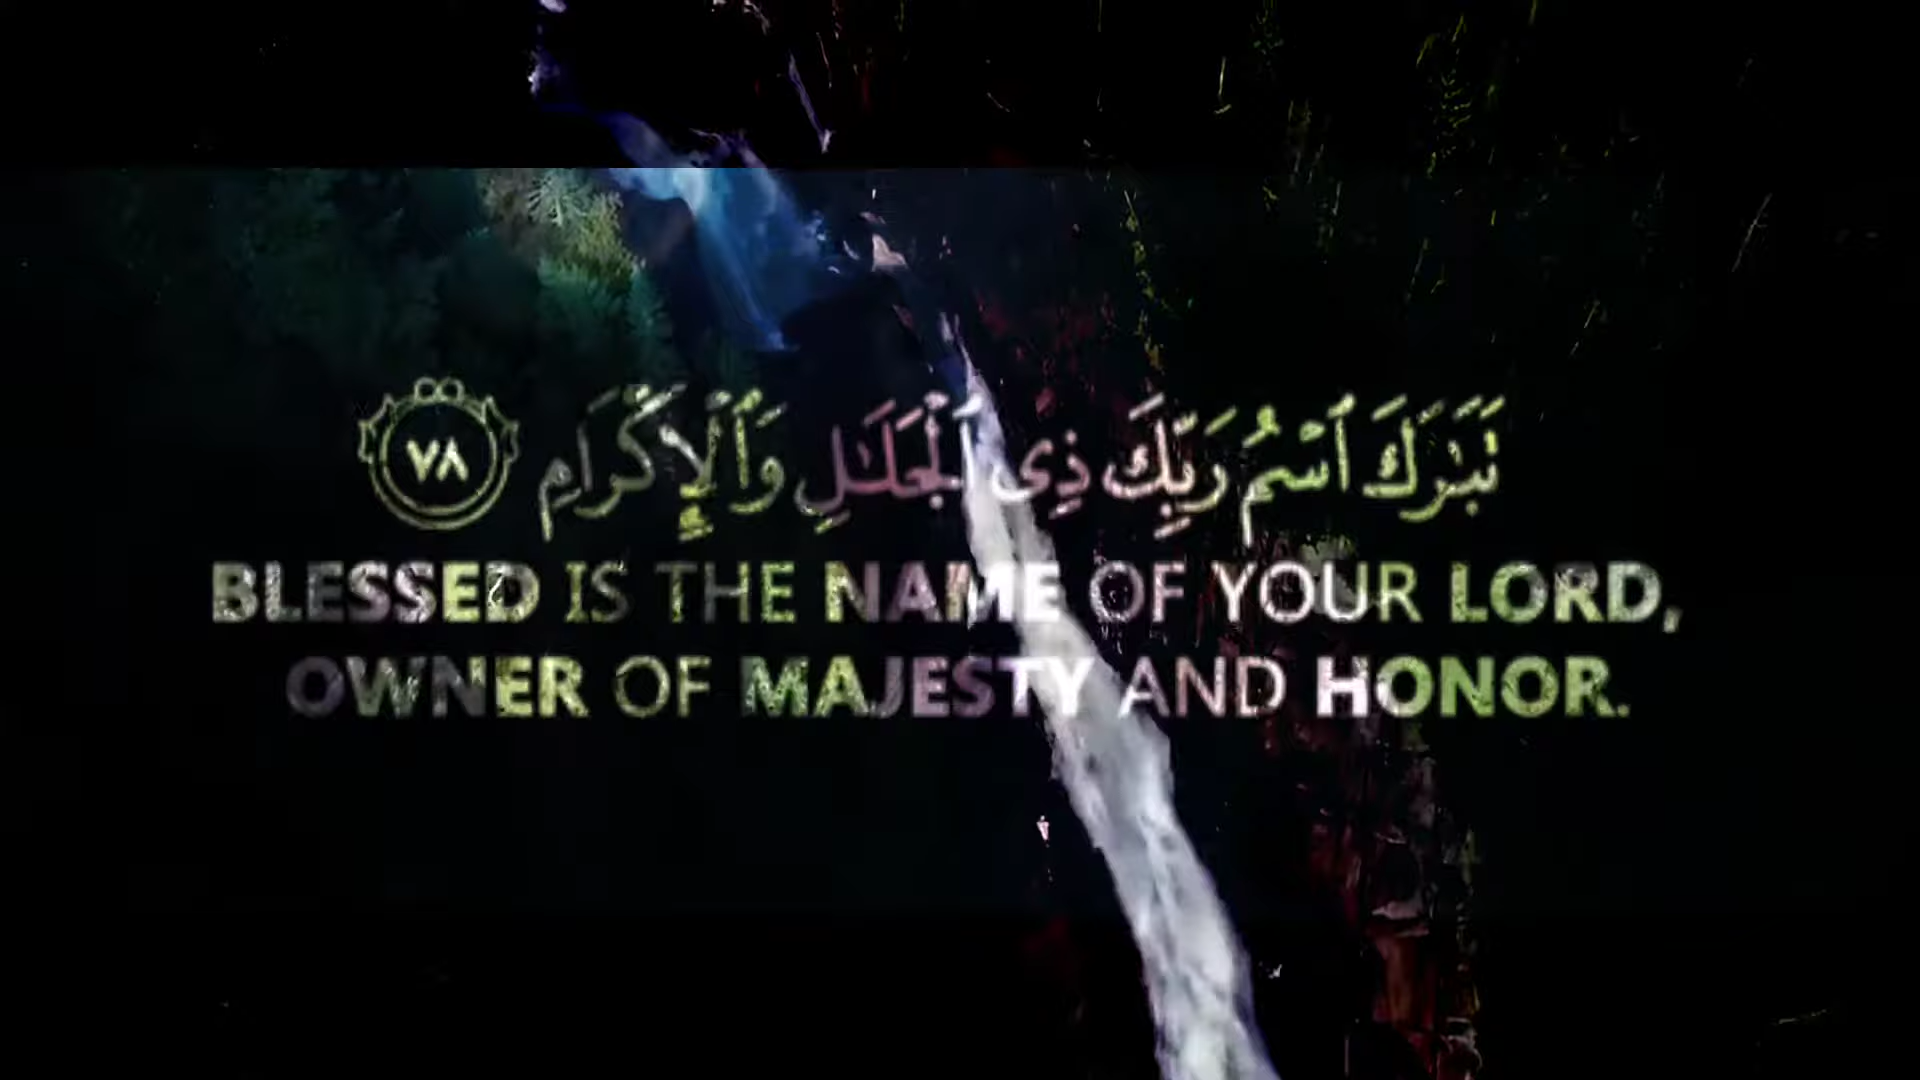 تَبَٰرَكَ ٱسْمُ رَبِّكَ ذِى ٱلْجَلَٰلِ وَٱلْإِكْرَامِ ٧٨
BLESSED IS THE NAME OF YOUR LORD,
OWNER OF MAJESTY AND HONOR.